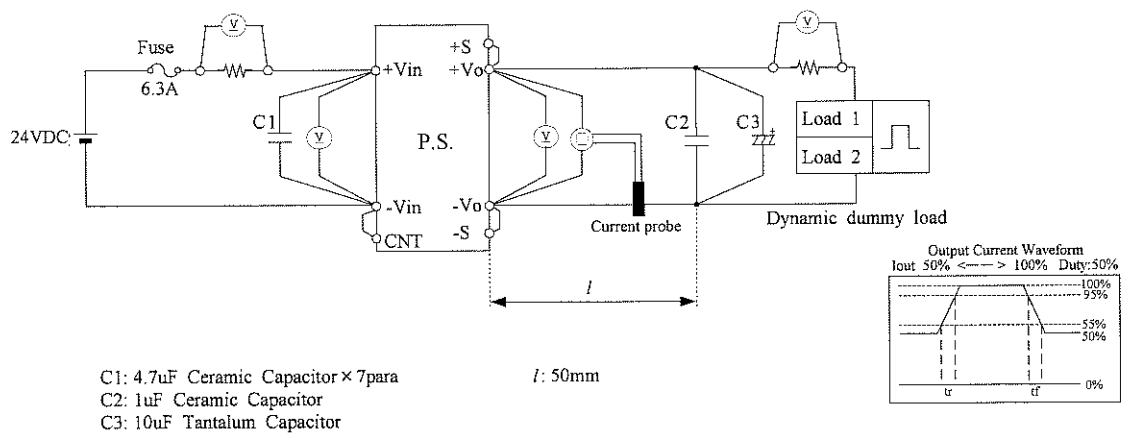 V
V
Fuse
6.3A
+S
+Vin
+Vo
24VDC
C1
V
P.S.
V
C2
C3
+
Load 1
Load 2
-Vin
-Vo
CNT
-S
Current probe
Dynamic dummy load
l
Output Current Waveform
Iout 50% <----> 100% Duty:50%
100%
95%
55%
50%
0%
tr
tf
C1: 4.7uF Ceramic Capacitor×7para
l: 50mm
C2: 1uF Ceramic Capacitor
C3: 10uF Tantalum Capacitor